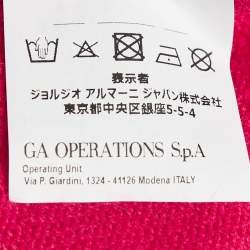 表示者
ジョルジオ アルマーニ ジャパン株式会社
東京都中央区銀座5-5-4
GA OPERATIONS S.p.A
Operating Unit
Via P. Giardini, 1324 - 41126 Modena ITALY